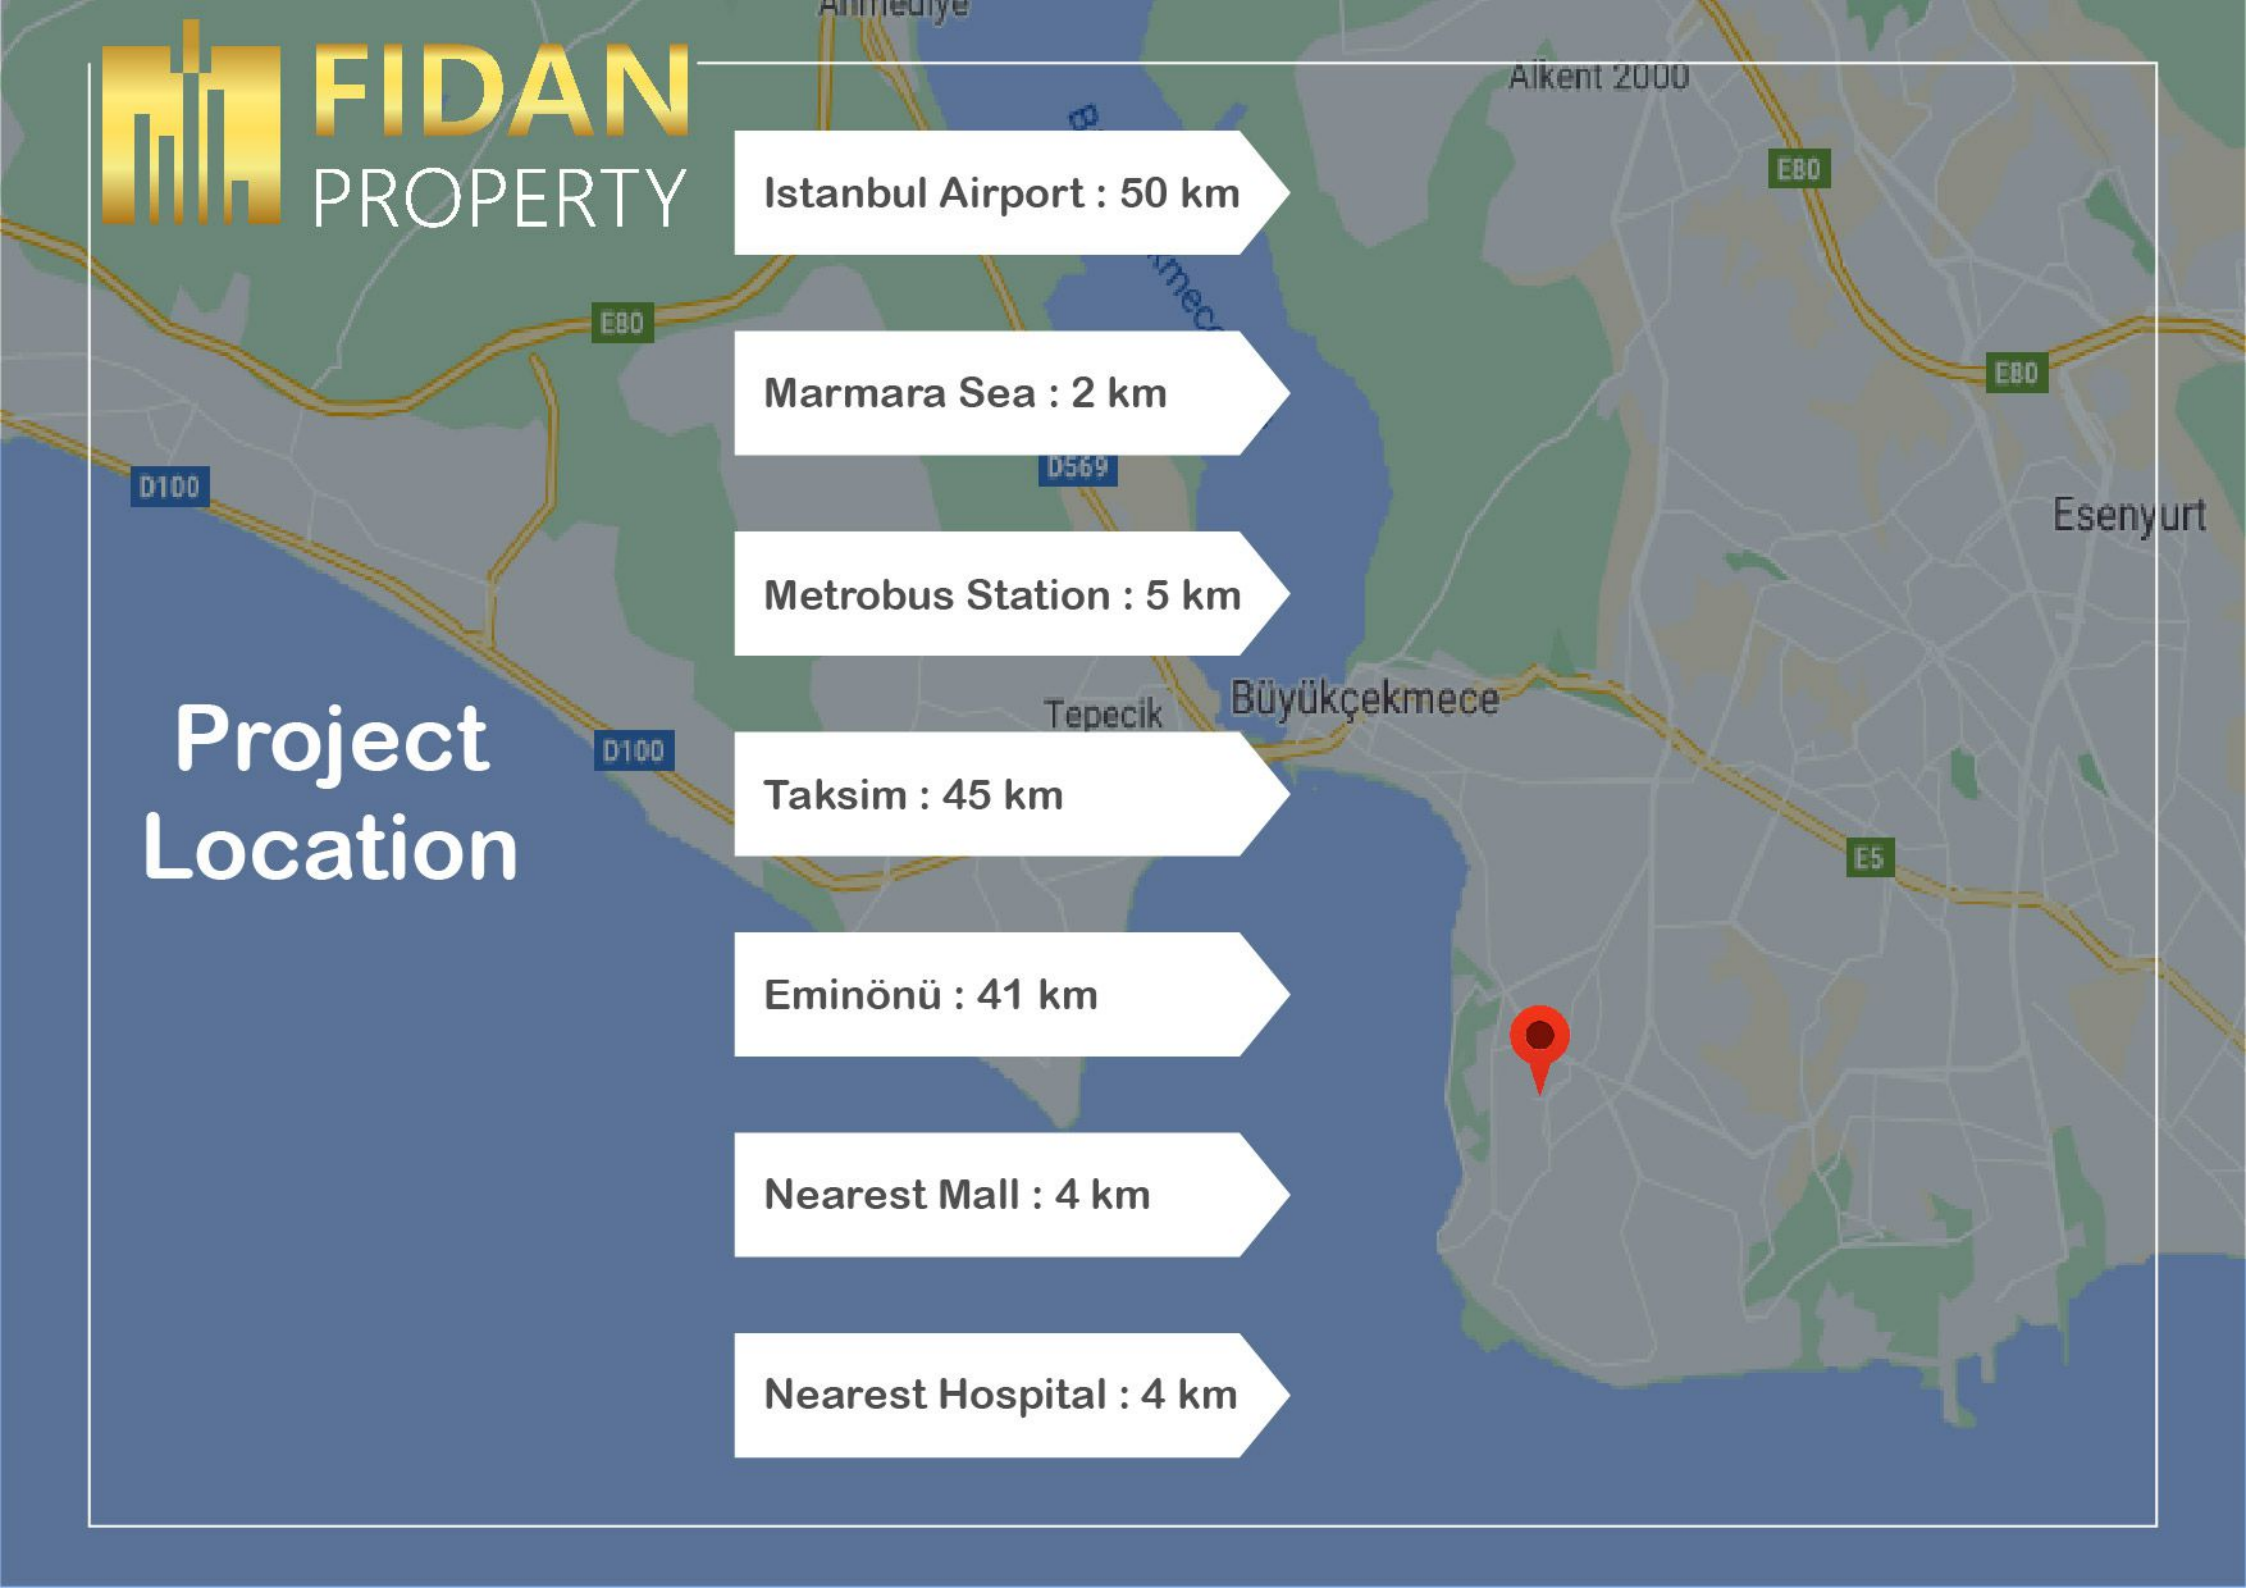 Ahmediye
FIDAN
PROPERTY
Alkent 2000
E80
Istanbul Airport : 50 km
E80
E80
Marmara Sea : 2 km
D569
D100
Esenyurt
Metrobus Station : 5 km
Büyükçekmece
Tepecik
Project
Location
D100
Taksim : 45 km
E5
Eminönü : 41 km
Nearest Mall : 4 km
Nearest Hospital : 4 km